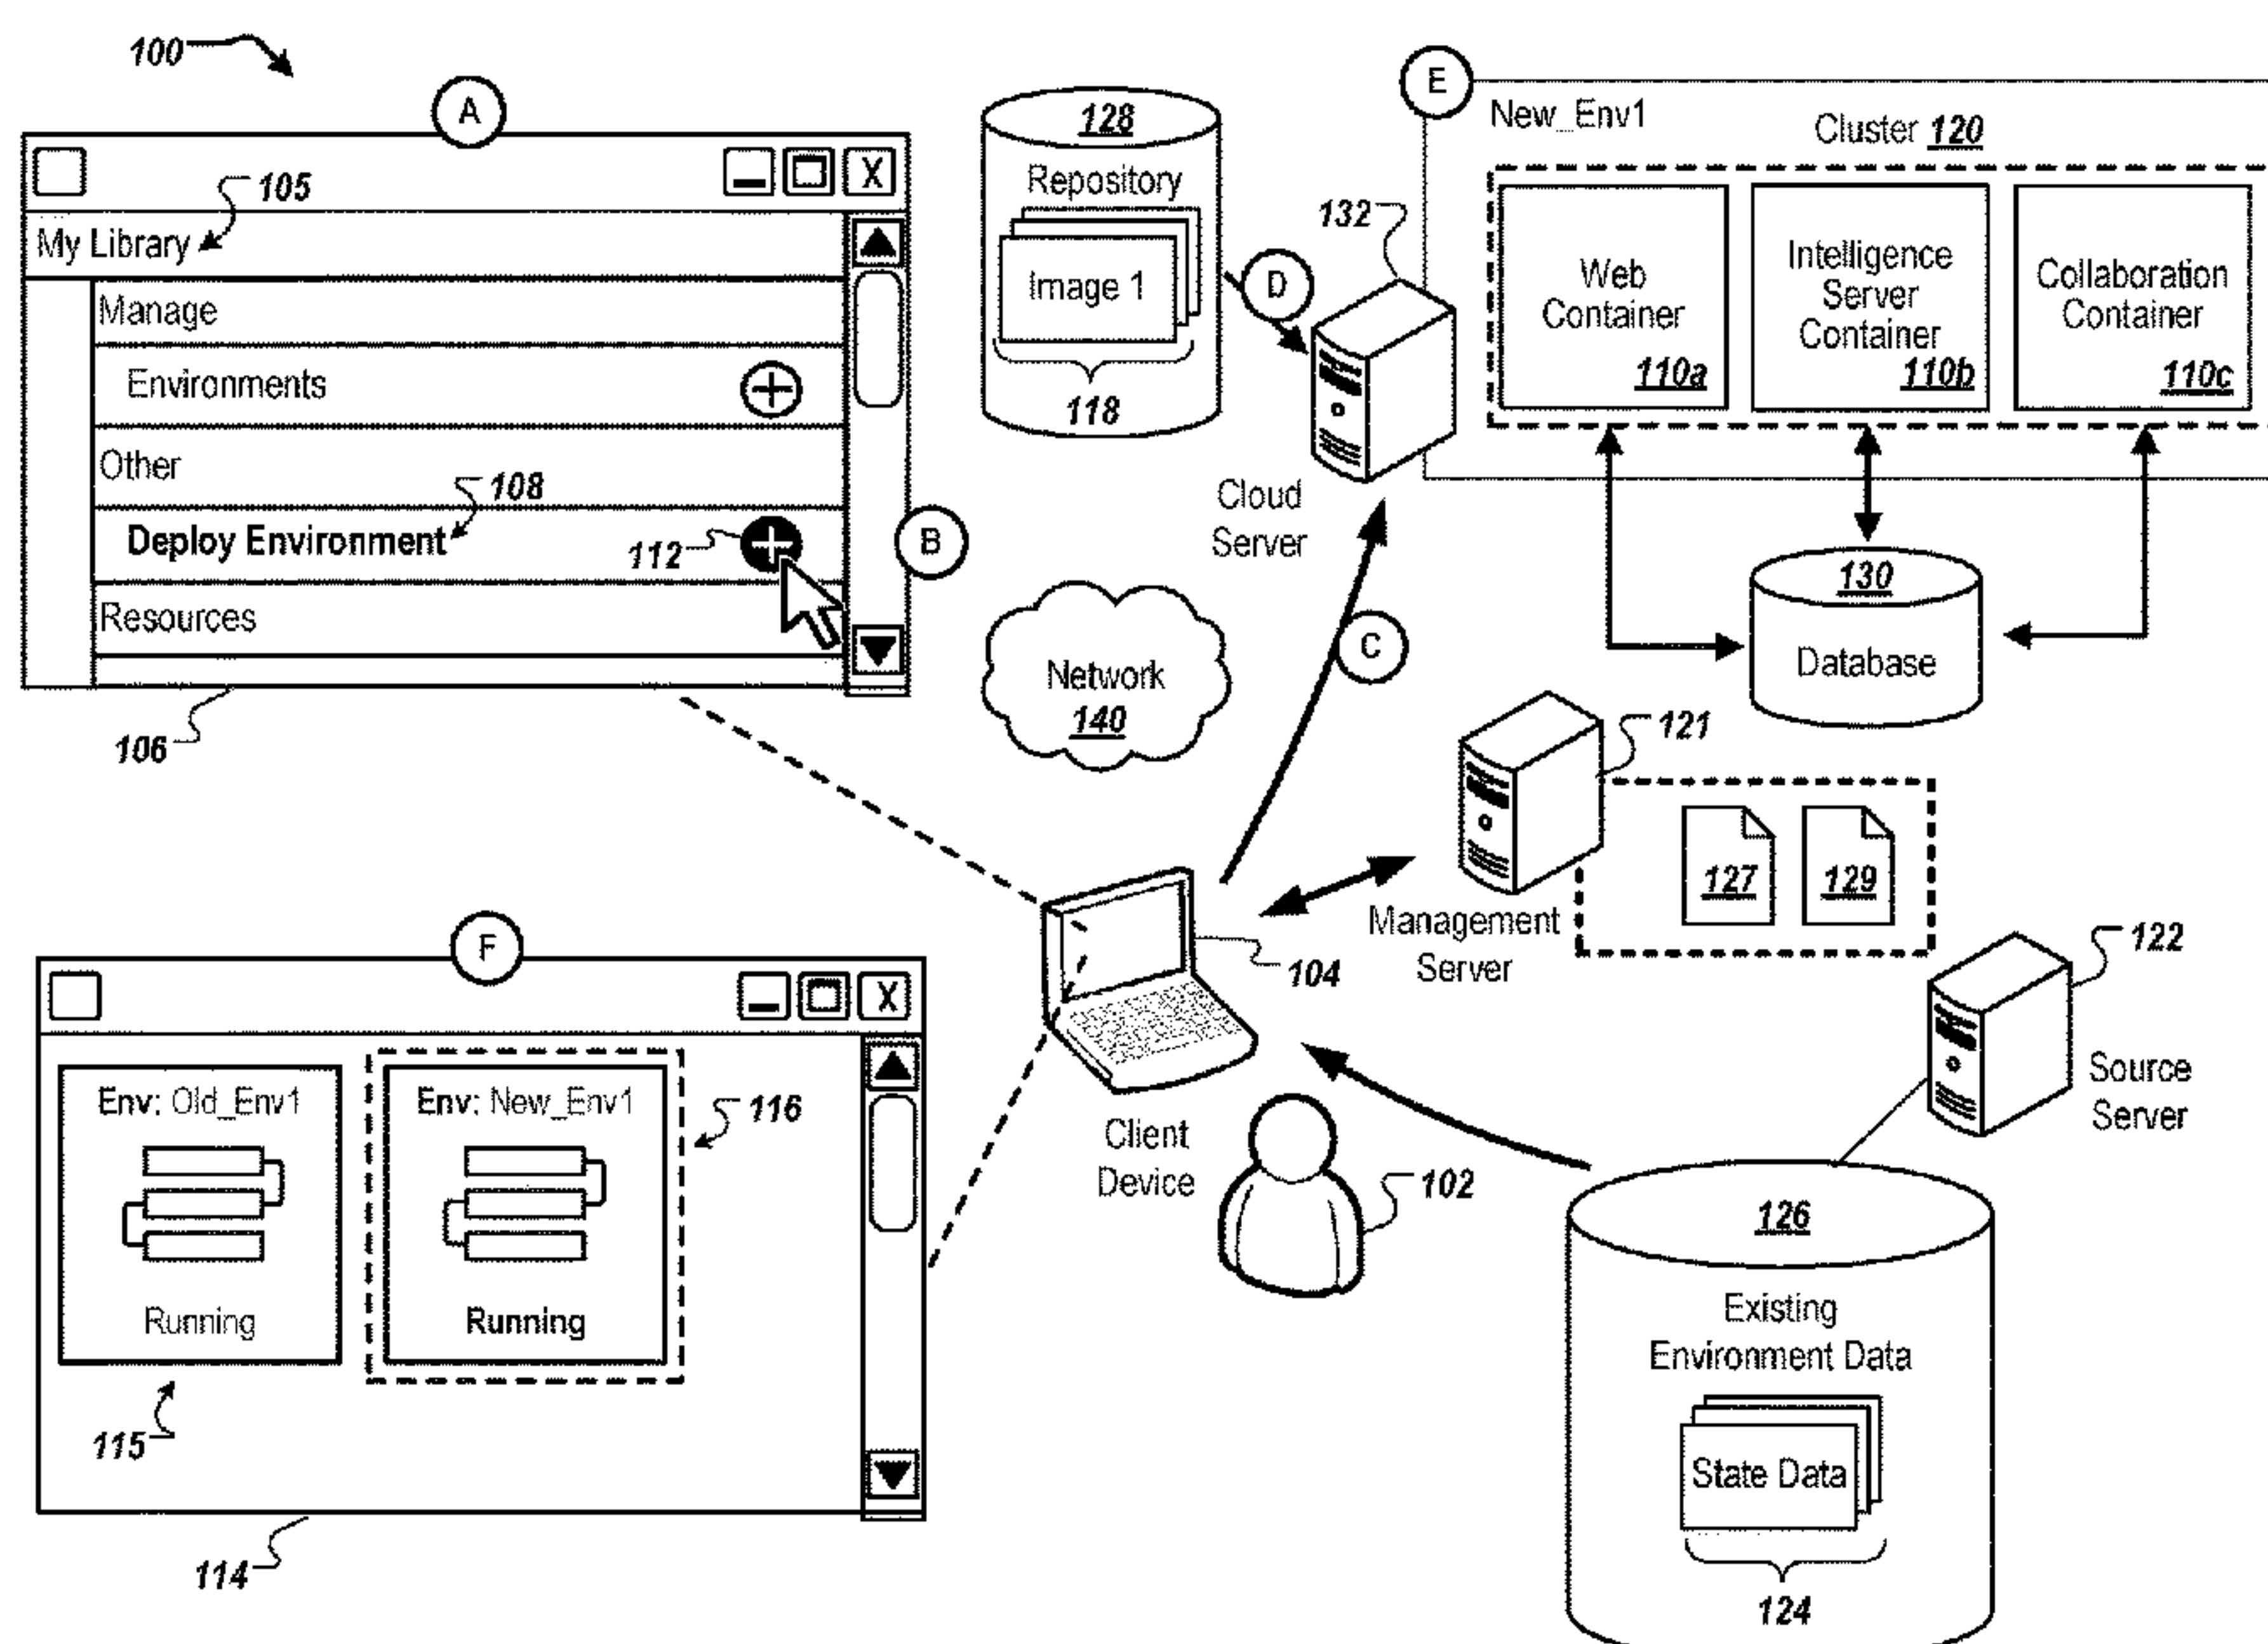 100
A
X
105
My Library
Manage
Environments
Other
108
Deploy Environment
112
B
Resources
106
128
Repository
Image 1
118
D
132
Cloud
Server
E
New_Env1
Cluster 120
Web
Container
110a
Intelligence
Server
Container
110b
Collaboration
Container
110c
130
Database
Network
140
C
121
127
129
Management
Server
104
Client
Device
102
122
Source
Server
126
Existing
Environment Data
State Data
124
F
X
Env: Old_Env1
Running
115
Env: New_Env1
Running
116
114